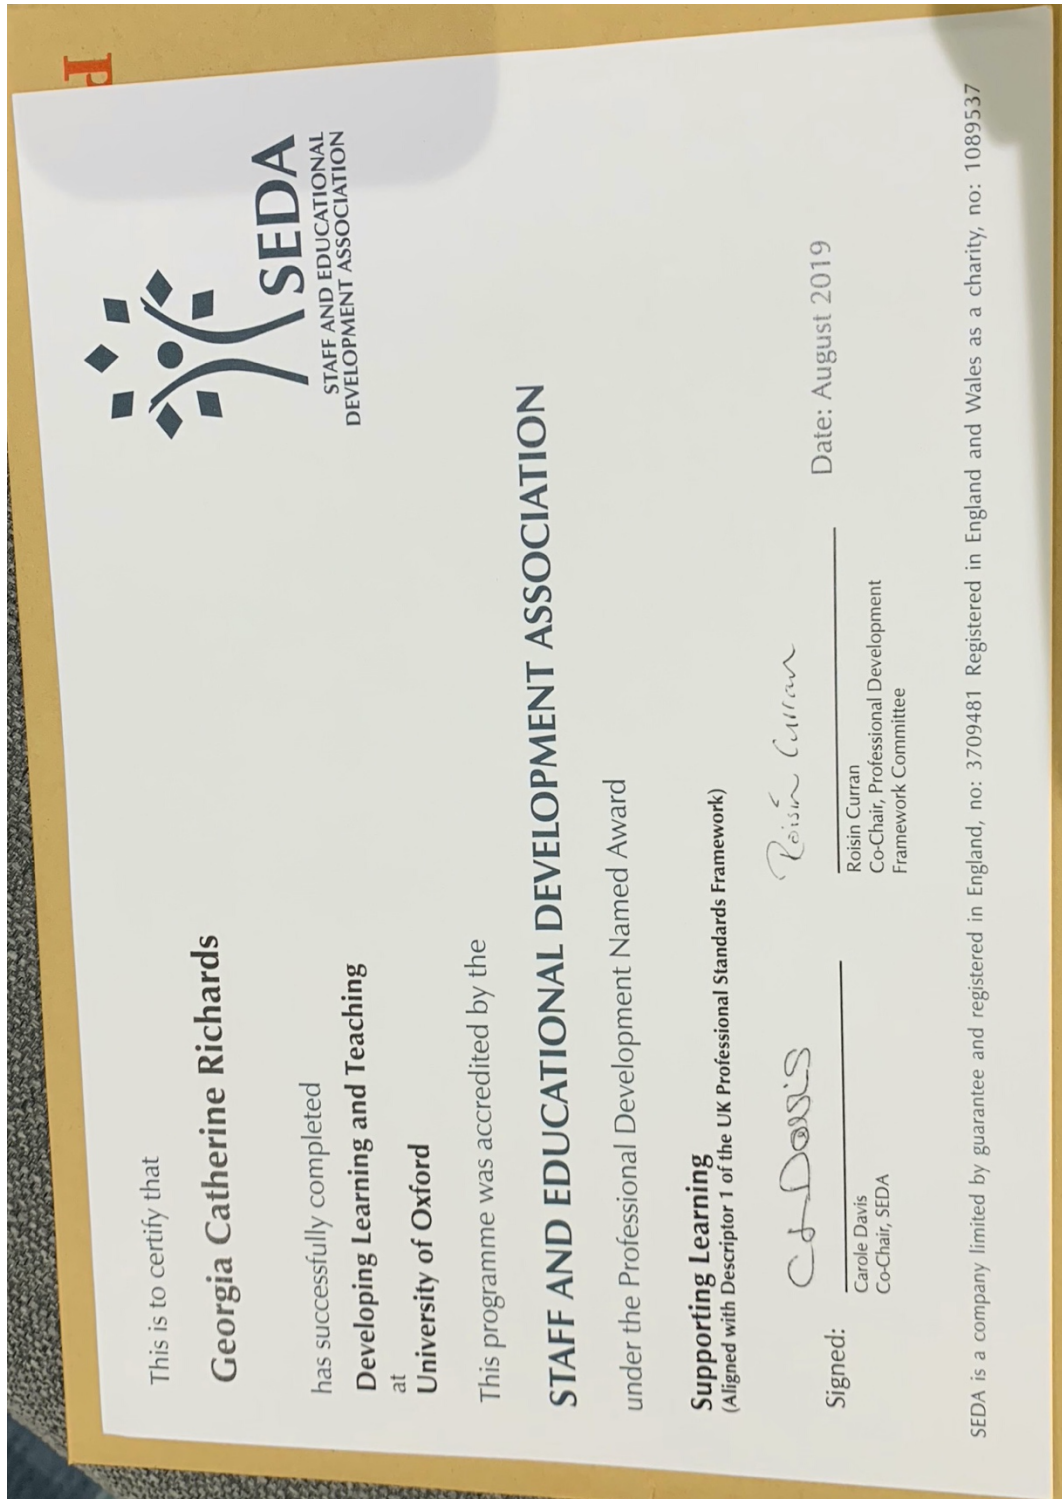 P
SEDA
STAFF AND EDUCATIONAL
DEVELOPMENT ASSOCIATION
This is to certify that
Georgia Catherine Richards
has successfully completed
Developing Learning and Teaching
at
University of Oxford
This programme was accredited by the
STAFF AND EDUCATIONAL DEVELOPMENT ASSOCIATION
under the Professional Development Named Award
Supporting Learning
(Aligned with Descriptor 1 of the UK Professional Standards Framework)
Signed:
C Davis
Roisín Curran
Date: August 2019
Carole Davis
Co-Chair, SEDA
Roisin Curran
Co-Chair, Professional Development
Framework Committee
SEDA is a company limited by guarantee and registered in England, no: 3709481 Registered in England and Wales as a charity, no: 1089537